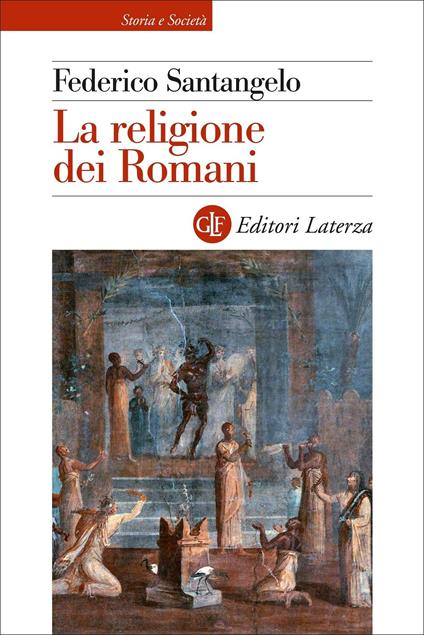 Storia e Società
Federico Santangelo
La religione
dei Romani
GLF Editori Laterza